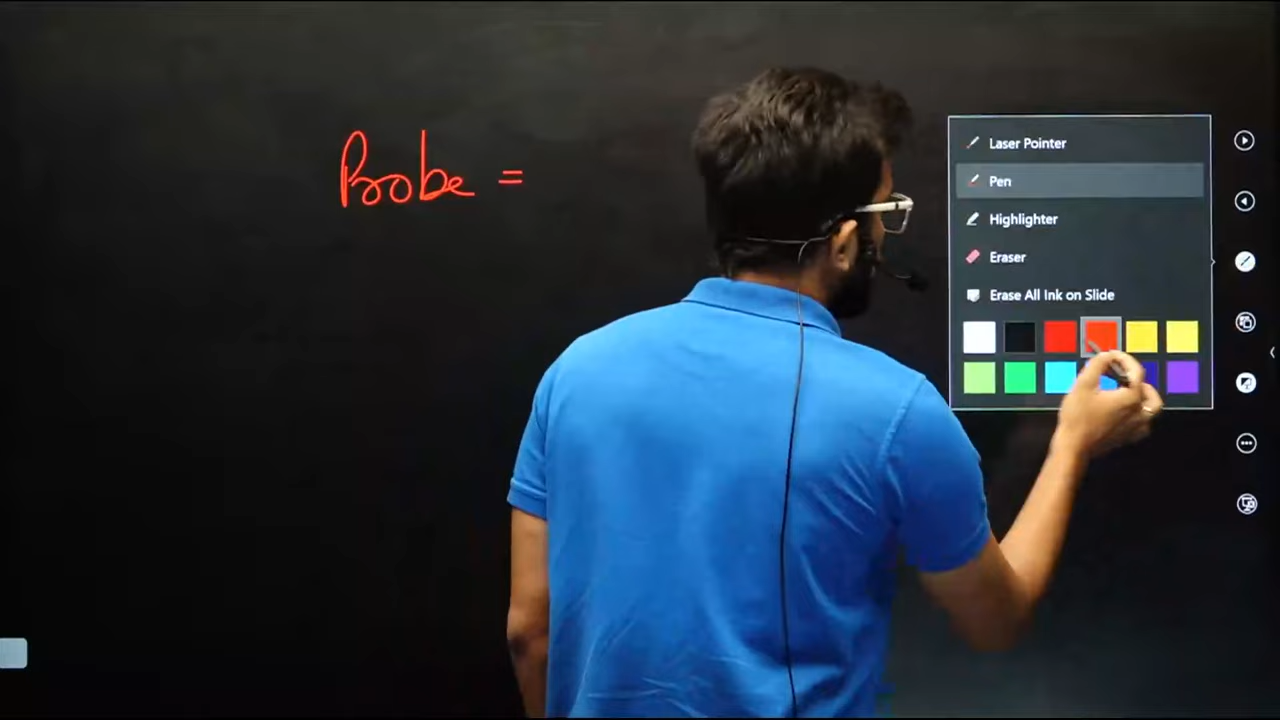 Probe =
Laser Pointer
Pen
Highlighter
Eraser
Erase All Ink on Slide